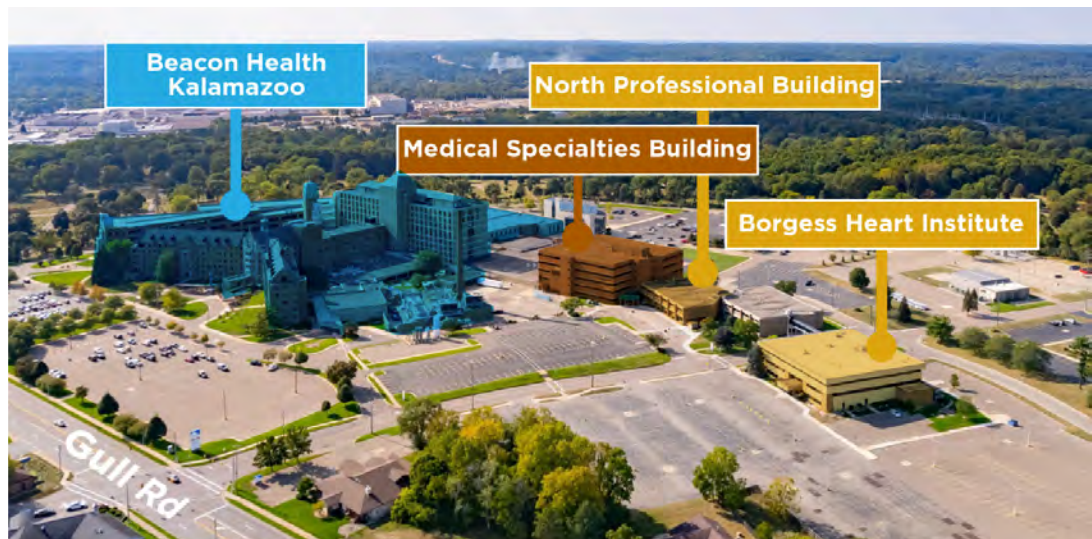 Beacon Health
Kalamazoo
North Professional Building
Medical Specialties Building
Borgess Heart Institute
Gull Rd